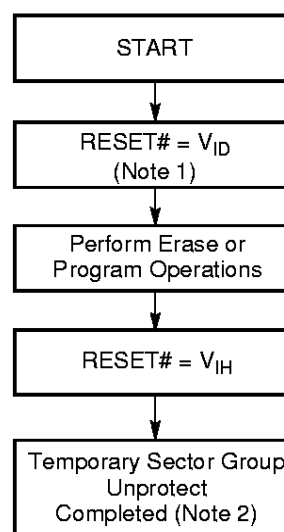 START
RESET# = VID
(Note 1)
Perform Erase or
Program Operations
RESET# = VIH
Temporary Sector Group
Unprotect
Completed (Note 2)